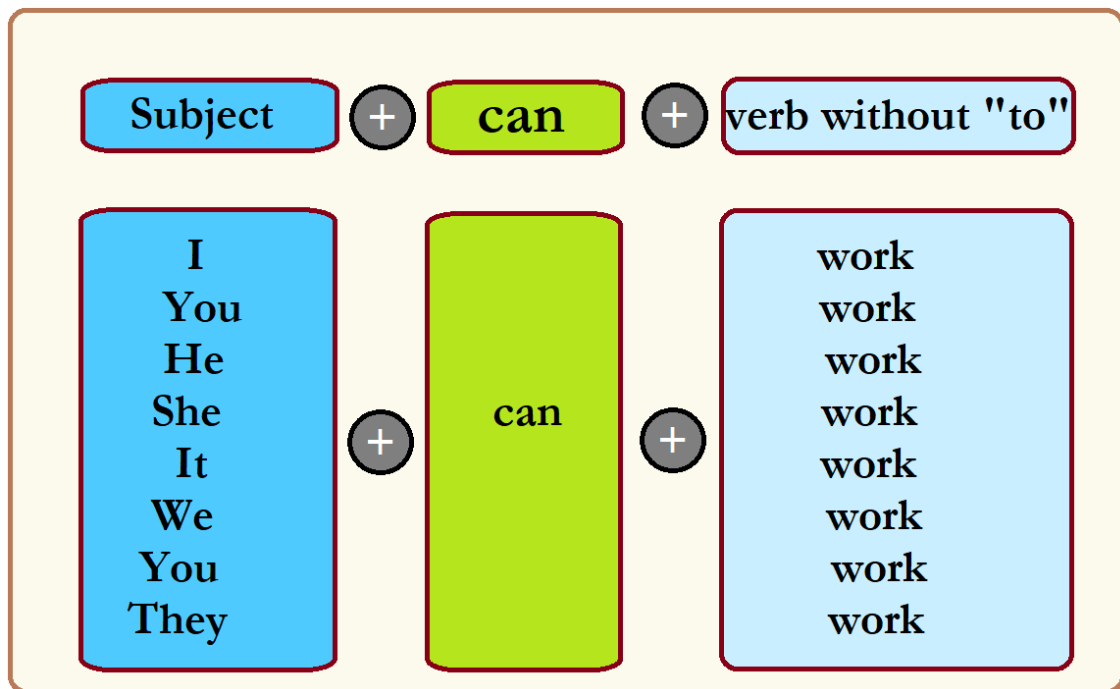 Subject + can + verb without "to"
I work
You work
He work
She can work
+ +
It work
We work
You work
They work